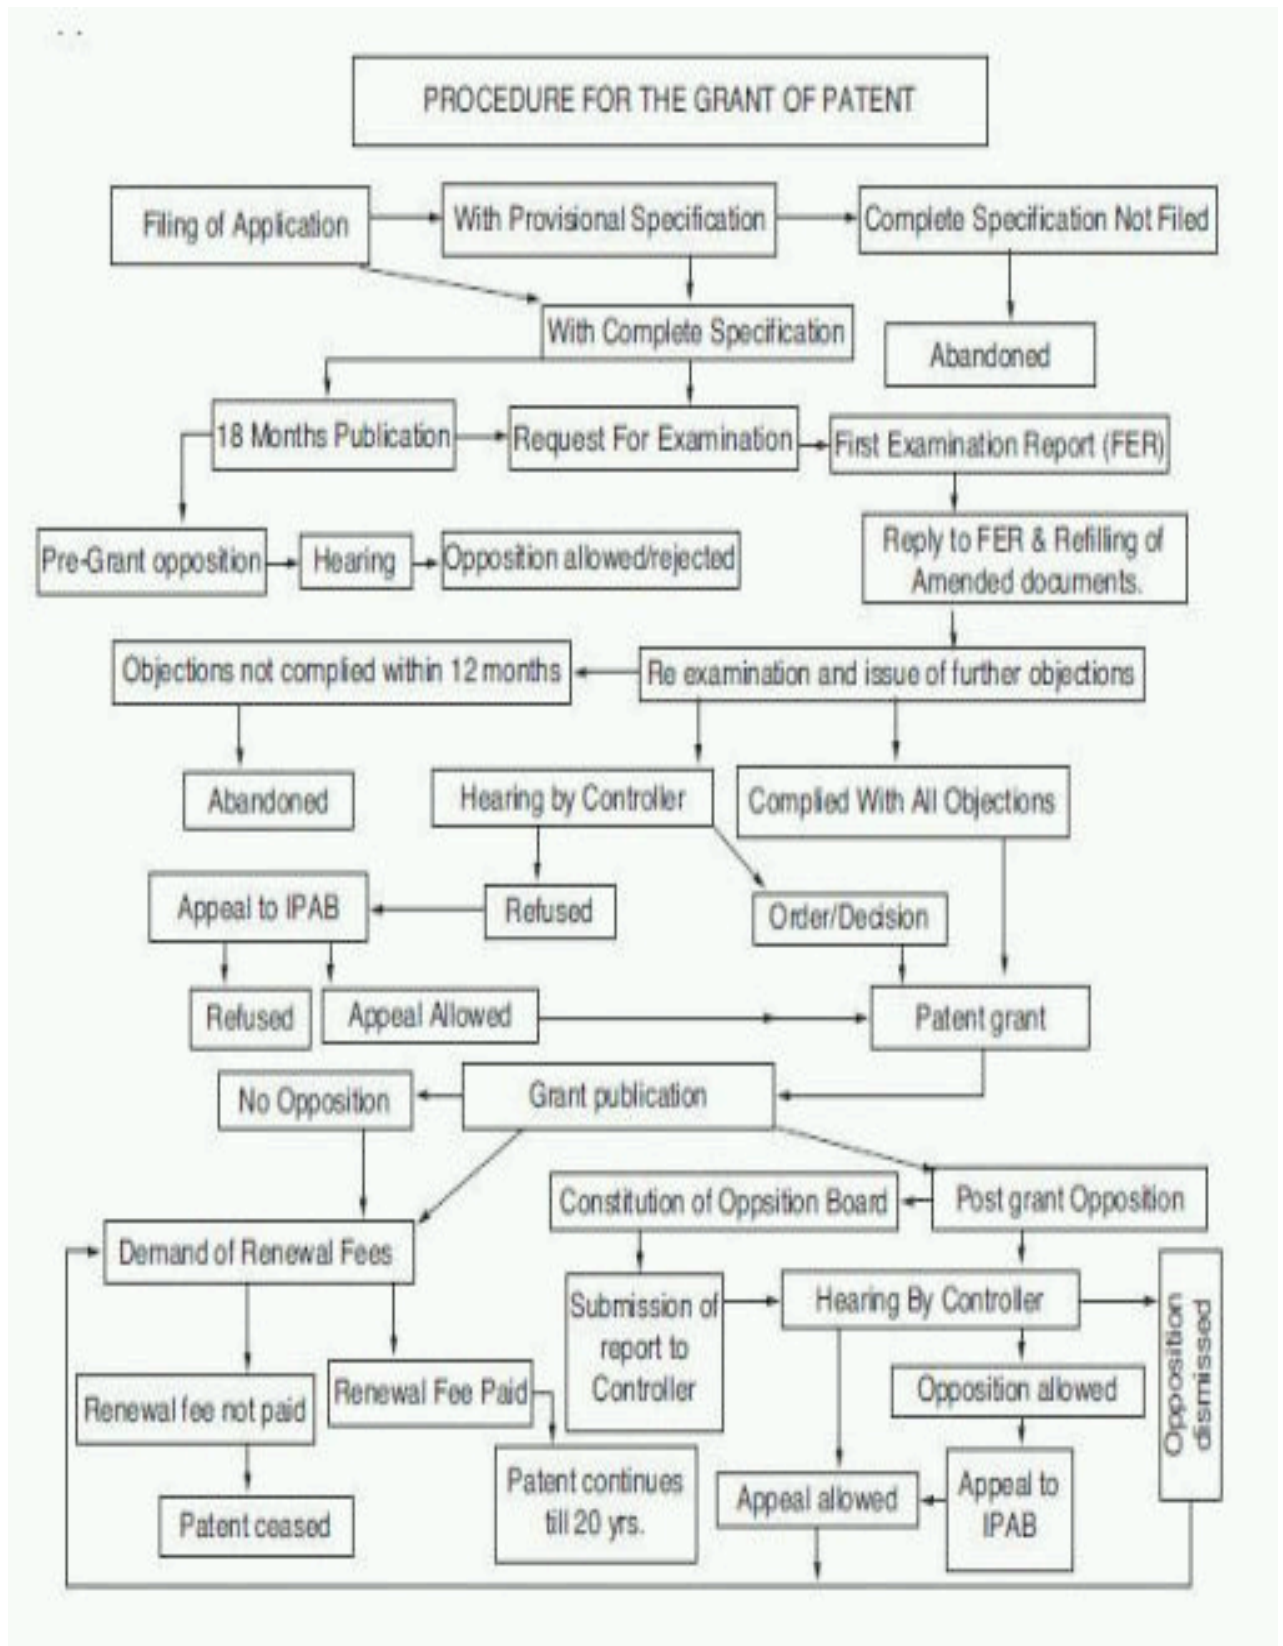 PROCEDURE FOR THE GRANT OF PATENT
Filing of Application
With Provisional Specification
Complete Specification Not Filed
With Complete Specification
Abandoned
18 Months Publication
Request For Examination
First Examination Report (FER)
Pre-Grant opposition
Hearing
Opposition allowed/rejected
Reply to FER & Refilling of
Amended documents.
Objections not complied within 12 months
Re examination and issue of further objections
Abandoned
Hearing by Controller
Complied With All Objections
Appeal to IPAB
Refused
Order/Decision
Refused
Appeal Allowed
Patent grant
No Opposition
Grant publication
Constitution of Oppsition Board
Post grant Opposition
Demand of Renewal Fees
Submission of
report to
Controller
Hearing By Controller
Opposition
dismissed
Renewal fee not paid
Renewal Fee Paid
Opposition allowed
Patent continues
till 20 yrs.
Appeal allowed
Appeal to
IPAB
Patent ceased